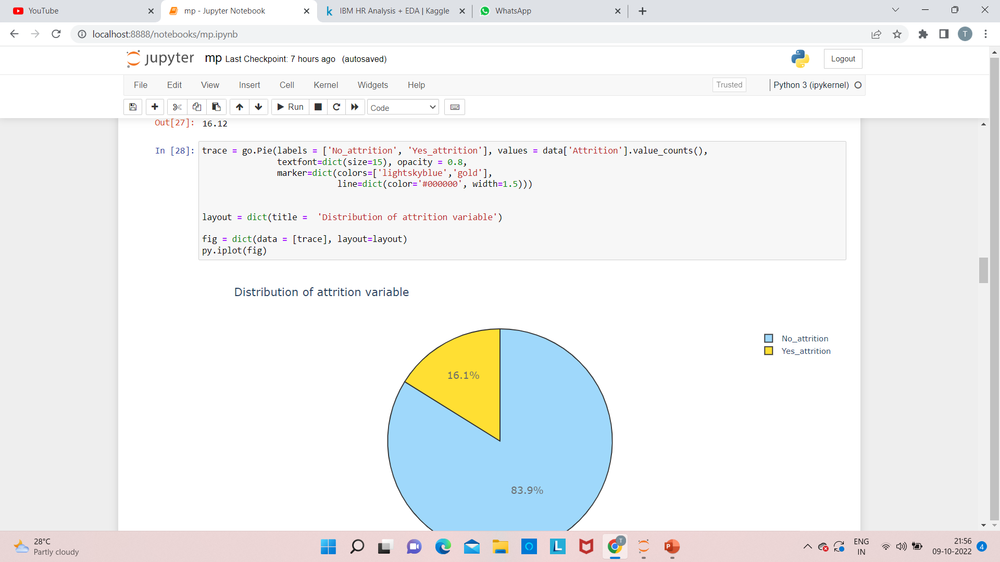 YouTube
mp - Jupyter Notebook
IBM HR Analysis + EDA | Kaggle
WhatsApp
localhost:8888/notebooks/mp.ipynb
T
jupyter mp Last Checkpoint: 7 hours ago (autosaved)
Logout
File Edit View Insert Cell Kernel Widgets Help
Trusted
Python 3 (ipykernel)
Run
Code
Out[27]: 16.12
In [28]: trace = go.Pie(labels = ['No_attrition', 'Yes_attrition'], values = data['Attrition'].value_counts(),
textfont=dict(size=15), opacity = 0.8,
marker=dict(colors=['lightskyblue','gold'],
line=dict(color='#000000', width=1.5)))
layout = dict(title =  'Distribution of attrition variable')
fig = dict(data = [trace], layout=layout)
py.iplot(fig)
Distribution of attrition variable
No_attrition
Yes_attrition
16.1%
83.9%
28°C
Partly cloudy
L
T
P
ENG
IN
21:56
09-10-2022
4